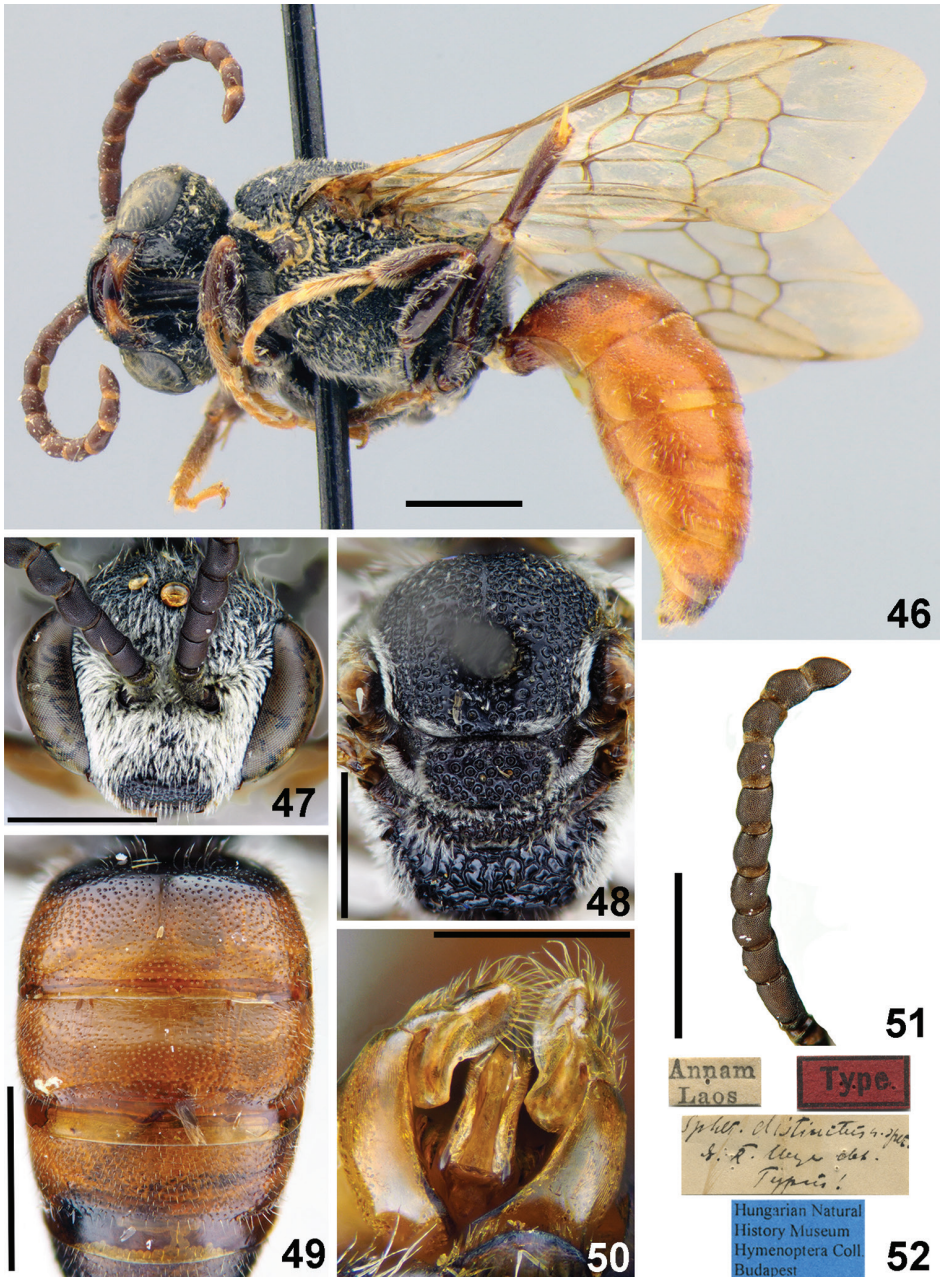 46
47
48
49
50
51
Annam
Laos
Type.
Sphec. distinctus n. spec.
det.
Typus!
Hungarian Natural
History Museum
Hymenoptera Coll.
Budapest
52